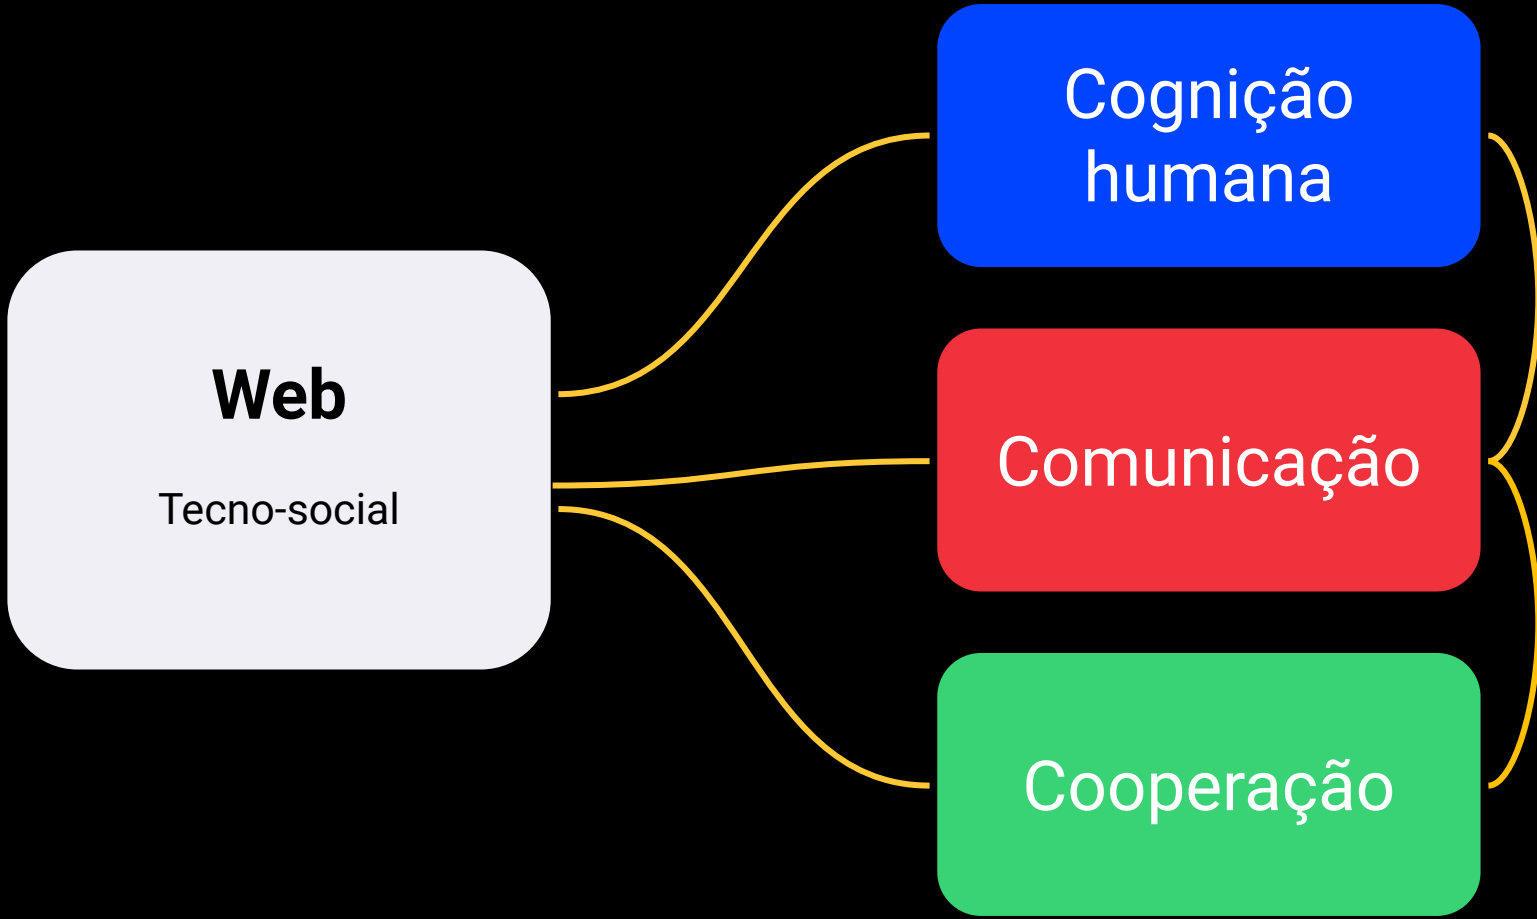 Web
Tecno-social
Cognição
humana
Comunicação
Cooperação